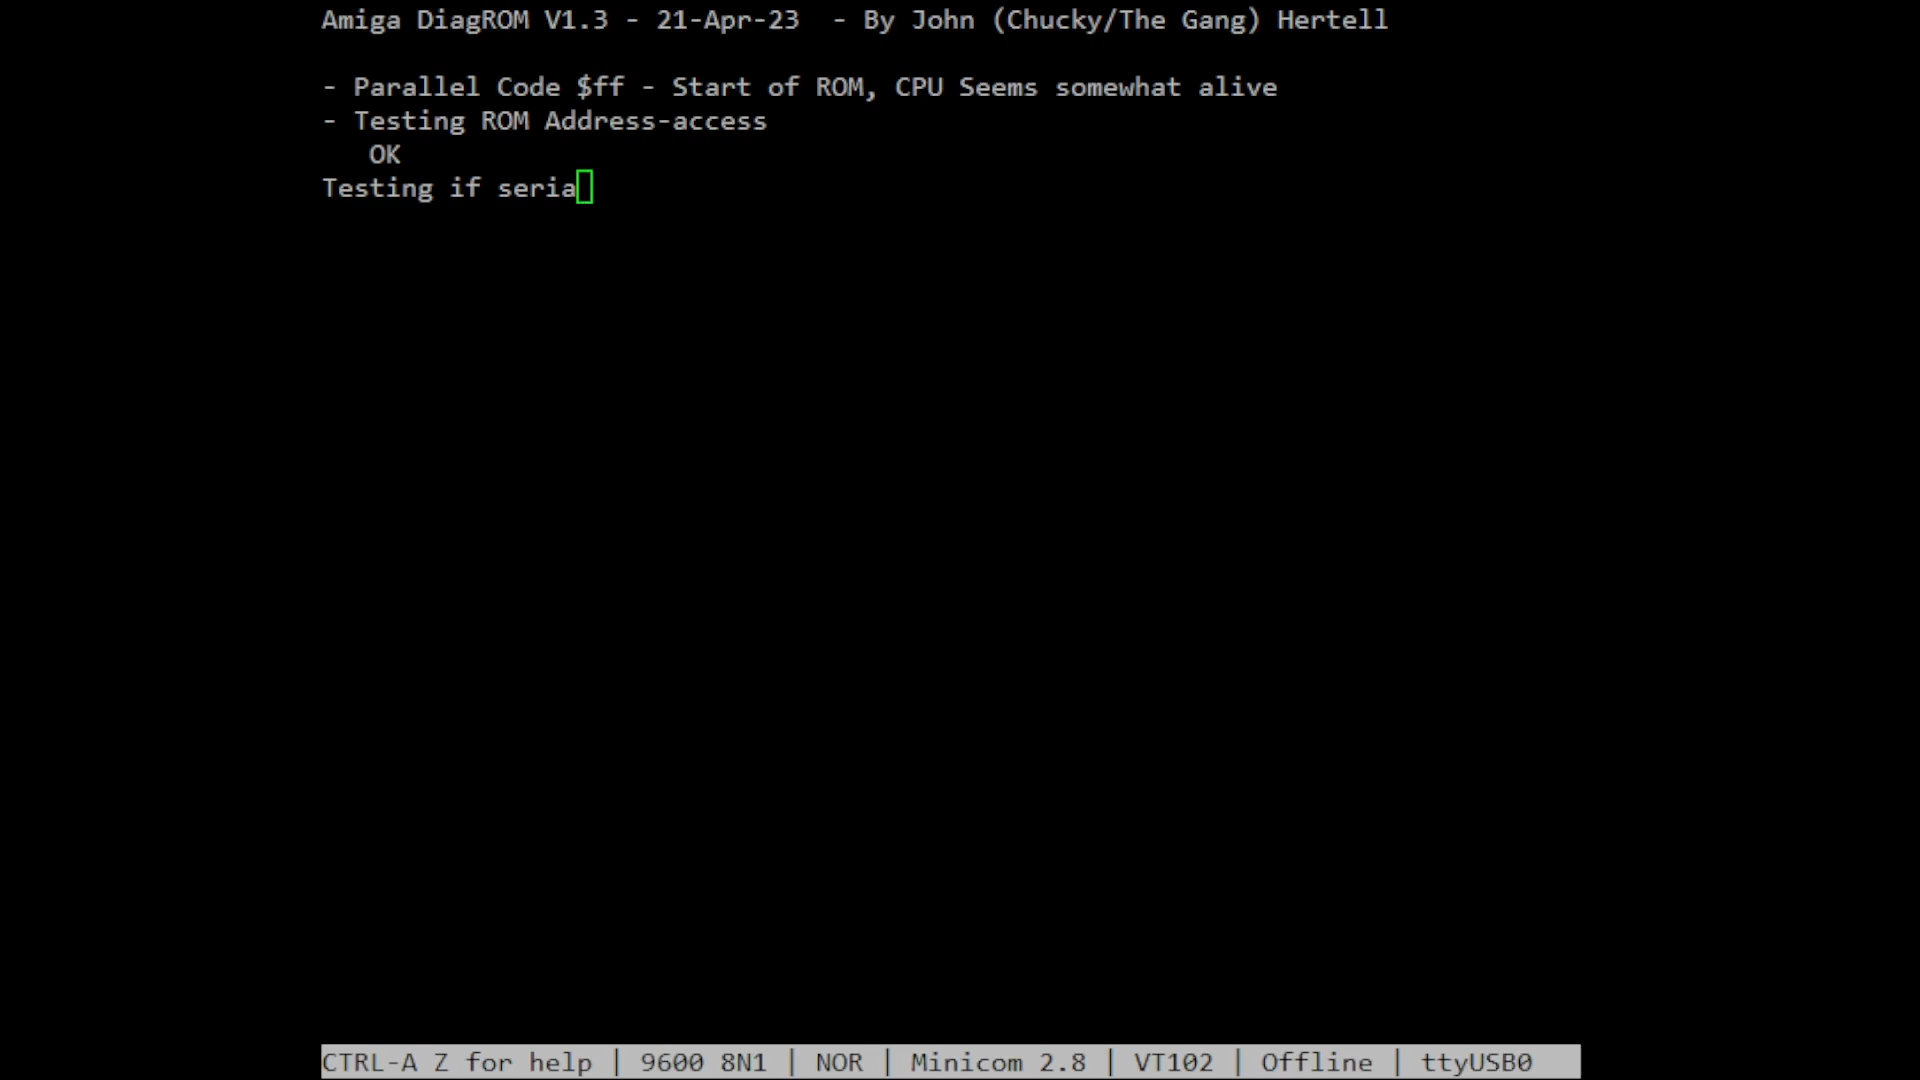 Amiga DiagROM V1.3 - 21-Apr-23  - By John (Chucky/The Gang) Hertell
- Parallel Code $ff - Start of ROM, CPU Seems somewhat alive
- Testing ROM Address-access
OK
Testing if seria
CTRL-A Z for help | 9600 8N1 | NOR | Minicom 2.8 | VT102 | Offline | ttyUSB0